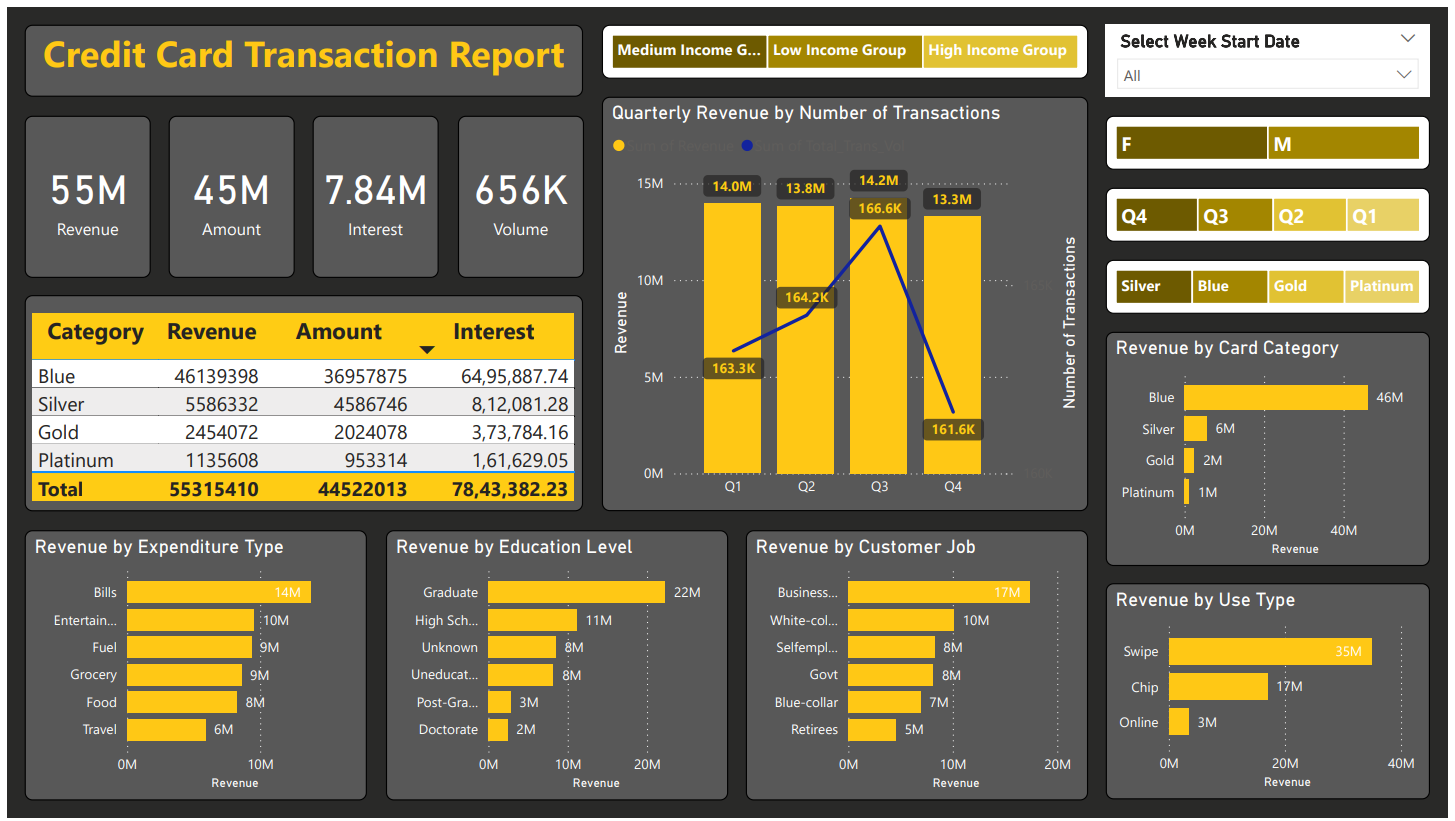 Credit Card Transaction Report
Medium Income G... Low Income Group High Income Group
Select Week Start Date
All
F M
Q4 Q3 Q2 Q1
Silver Blue Gold Platinum
55M
Revenue
45M
Amount
7.84M
Interest
656K
Volume
Category Revenue Amount Interest
Blue 46139398 36957875 64,95,887.74
Silver 5586332 4586746 8,12,081.28
Gold 2454072 2024078 3,73,784.16
Platinum 1135608 953314 1,61,629.05
Total 55315410 44522013 78,43,382.23
Quarterly Revenue by Number of Transactions
15M
10M
5M
0M
Revenue
14.0M 13.8M 14.2M 13.3M
163.3K 164.2K 166.6K 161.6K
Q1 Q2 Q3 Q4
Number of Transactions
Revenue by Card Category
Blue 46M
Silver 6M
Gold 2M
Platinum 1M
0M 20M 40M
Revenue
Revenue by Expenditure Type
Bills 14M
Entertain... 10M
Fuel 9M
Grocery 9M
Food 8M
Travel 6M
0M 10M
Revenue
Revenue by Education Level
Graduate 22M
High Sch... 11M
Unknown 8M
Uneducat... 8M
Post-Gra... 3M
Doctorate 2M
0M 10M 20M
Revenue
Revenue by Customer Job
Business... 17M
White-col... 10M
Selfempl... 8M
Govt 8M
Blue-collar 7M
Retirees 5M
0M 10M 20M
Revenue
Revenue by Use Type
Swipe 35M
Chip 17M
Online 3M
0M 20M 40M
Revenue